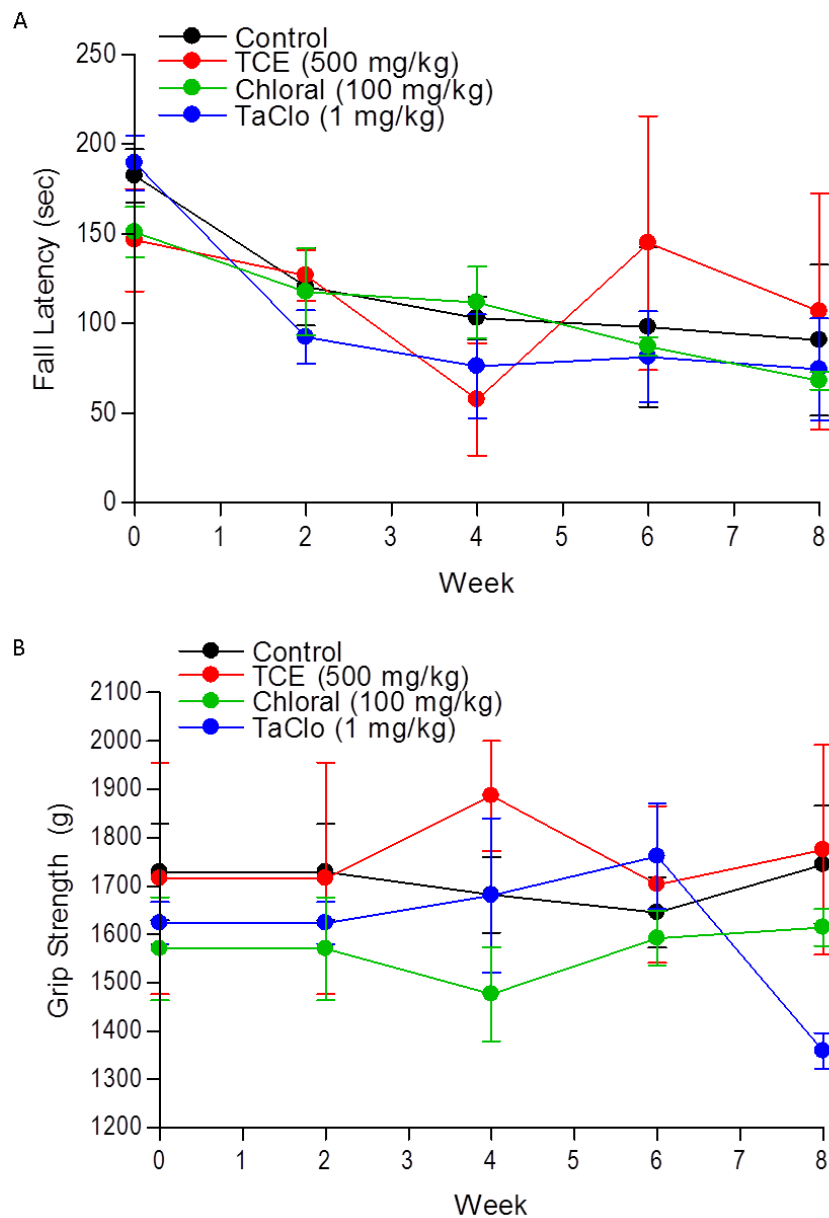 A
Control
TCE (500 mg/kg)
Chloral (100 mg/kg)
TaClo (1 mg/kg)
250
200
150
100
50
0
Fall Latency (sec)
0 1 2 3 4 5 6 7 8
Week
B
Control
TCE (500 mg/kg)
Chloral (100 mg/kg)
TaClo (1 mg/kg)
2100
2000
1900
1800
1700
1600
1500
1400
1300
1200
Grip Strength (g)
0 1 2 3 4 5 6 7 8
Week